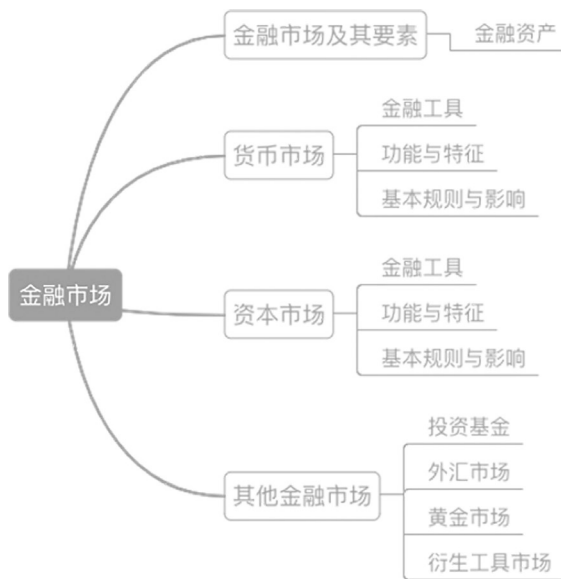 金融市场及其要素
金融资产
金融工具
货币市场
功能与特征
基本规则与影响
金融工具
金融市场
资本市场
功能与特征
基本规则与影响
投资基金
外汇市场
其他金融市场
黄金市场
衍生工具市场